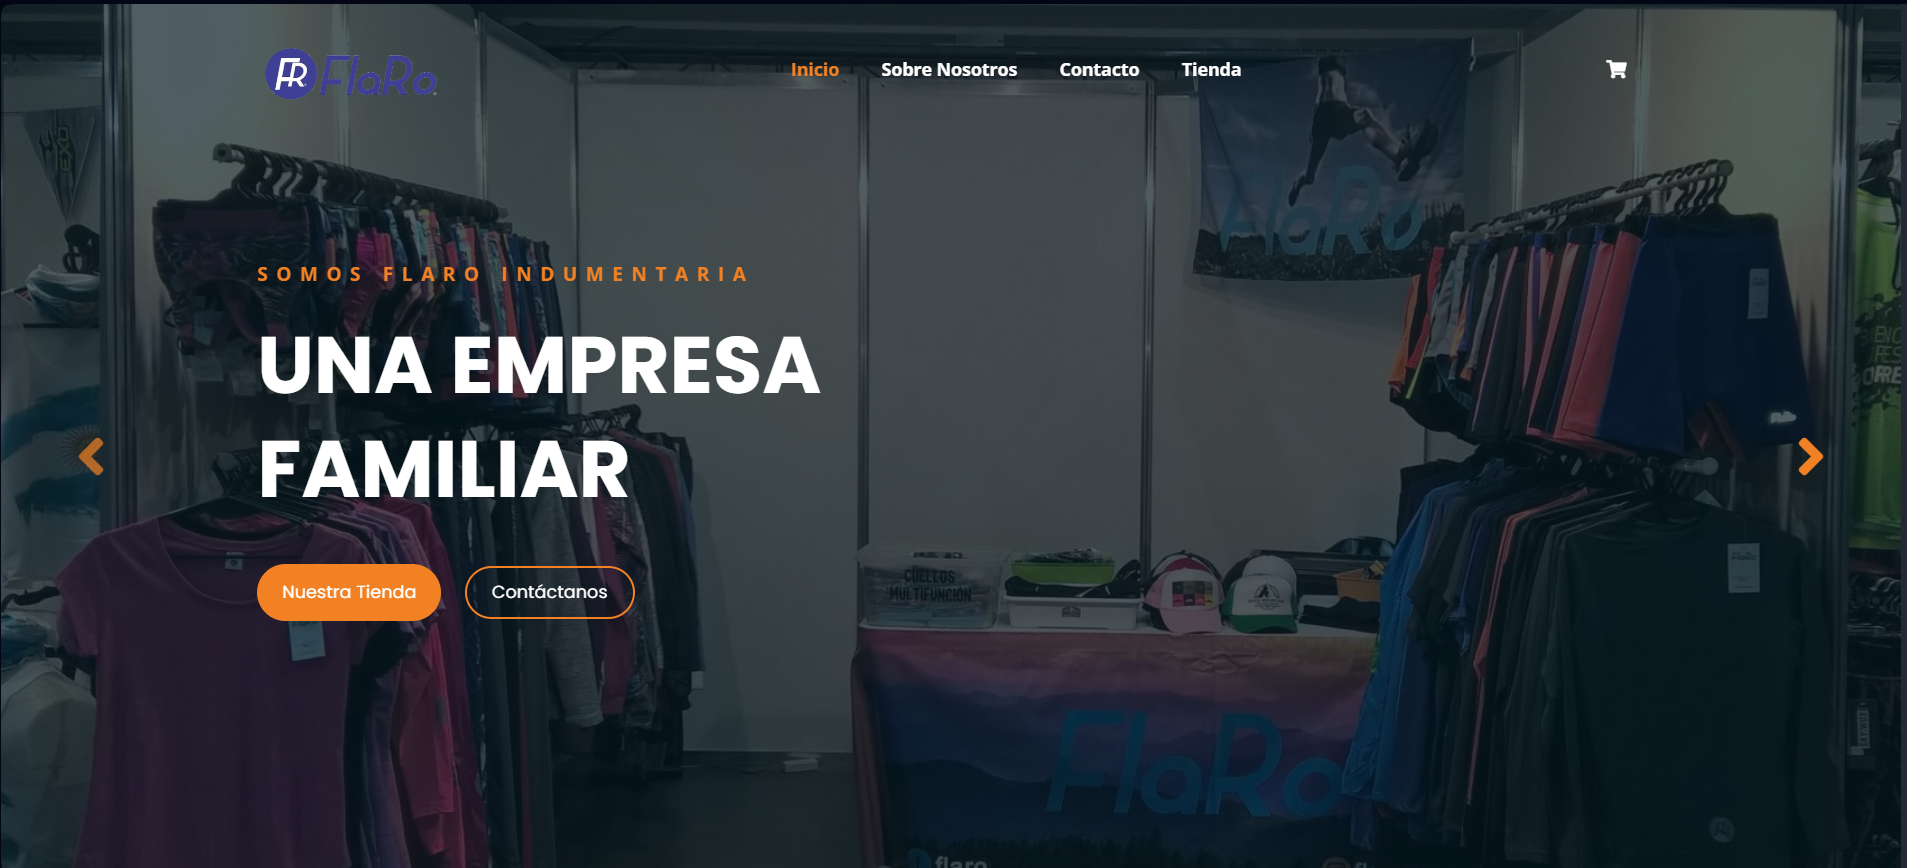 FR FlaRo
Inicio
Sobre Nosotros
Contacto
Tienda
FlaRo
SOMOS FLARO INDUMENTARIA
UNA EMPRESA
FAMILIAR
Nuestra Tienda
Contáctanos
CUELLOS
MULTIFUNCIÓN
FlaRo
flaro